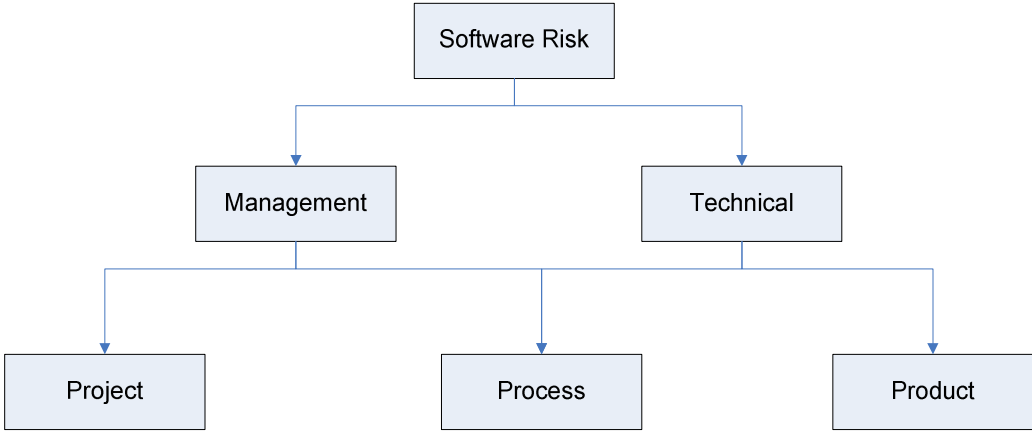 Software Risk
Management
Technical
Project
Process
Product